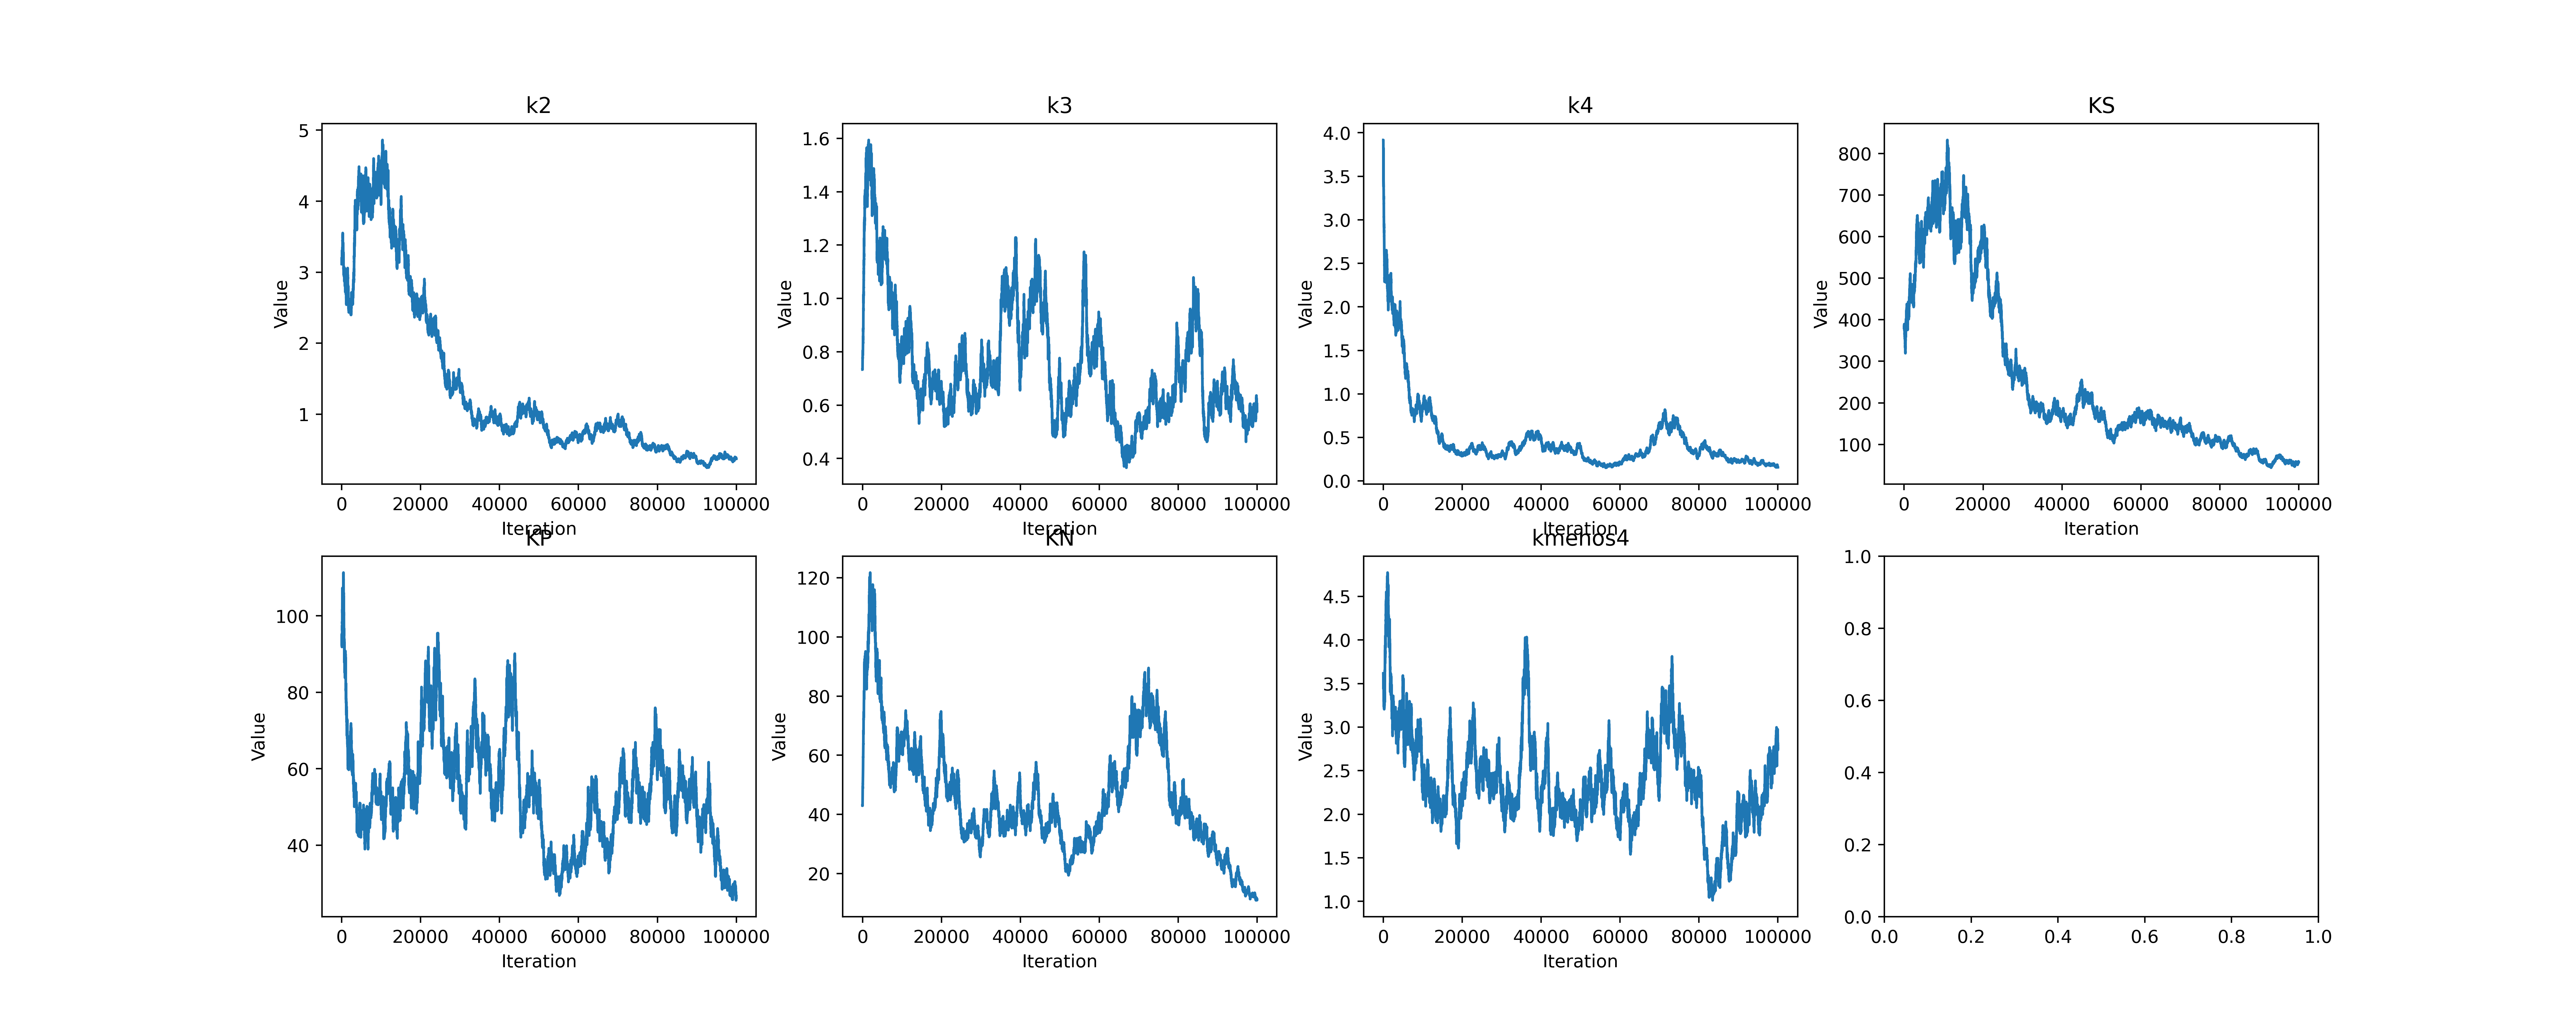 k2 k3 k4 KS
5 1.6 4.0 800
4 1.4 3.5 700
3 1.2 3.0 600
2 1.0 2.5 500
1 0.8 2.0 400
0.6 1.5 300
0.4 1.0 200
0.5 100
0.0
Value Value Value Value
0 20000 40000 60000 80000 100000 0 20000 40000 60000 80000 100000 0 20000 40000 60000 80000 100000 0 20000 40000 60000 80000 100000
Iteration Iteration Iteration Iteration
KP KN kmenos4
100 120 4.5 1.0
80 100 4.0 0.8
60 80 3.5 0.6
40 60 3.0 0.4
40 2.5 0.2
20 2.0 0.0
1.5
1.0
Value Value Value
0 20000 40000 60000 80000 100000 0 20000 40000 60000 80000 100000 0 20000 40000 60000 80000 100000 0.0 0.2 0.4 0.6 0.8 1.0
Iteration Iteration Iteration